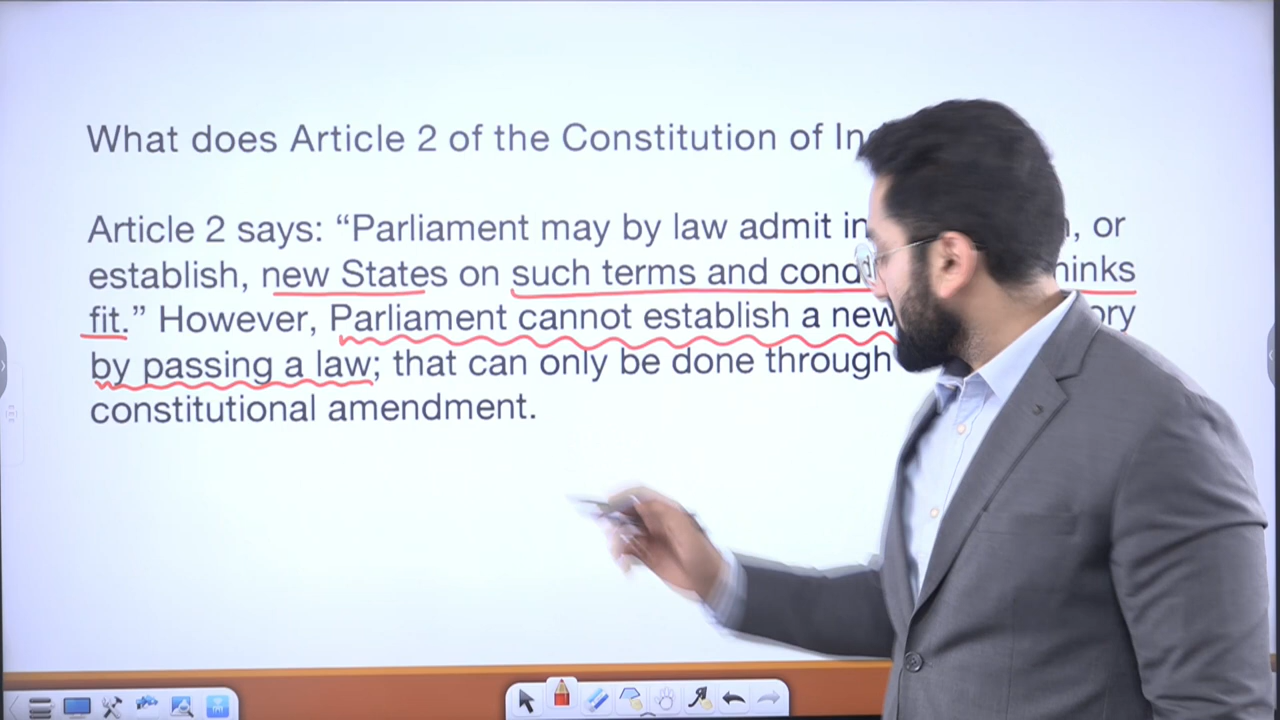 What does Article 2 of the Constitution of In
Article 2 says: “Parliament may by law admit in , or
establish, new States on such terms and cond hinks
fit.” However, Parliament cannot establish a new ory
by passing a law; that can only be done through
constitutional amendment.